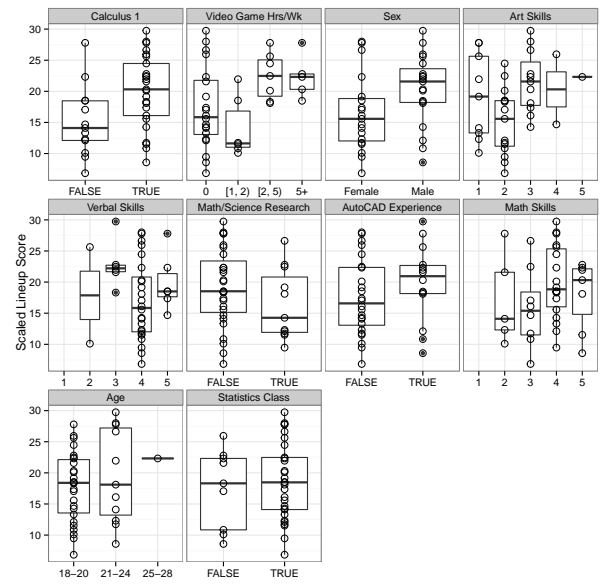 Calculus 1 Video Game Hrs/Wk Sex Art Skills
30
25
20
15
10
FALSE TRUE 0 [1, 2) [2, 5) 5+ Female Male 1 2 3 4 5
Verbal Skills Math/Science Research AutoCAD Experience Math Skills
30
25
20
15
10
Scaled Lineup Score
1 2 3 4 5 FALSE TRUE FALSE TRUE 1 2 3 4 5
Age Statistics Class
30
25
20
15
10
18−20 21−24 25−28 FALSE TRUE